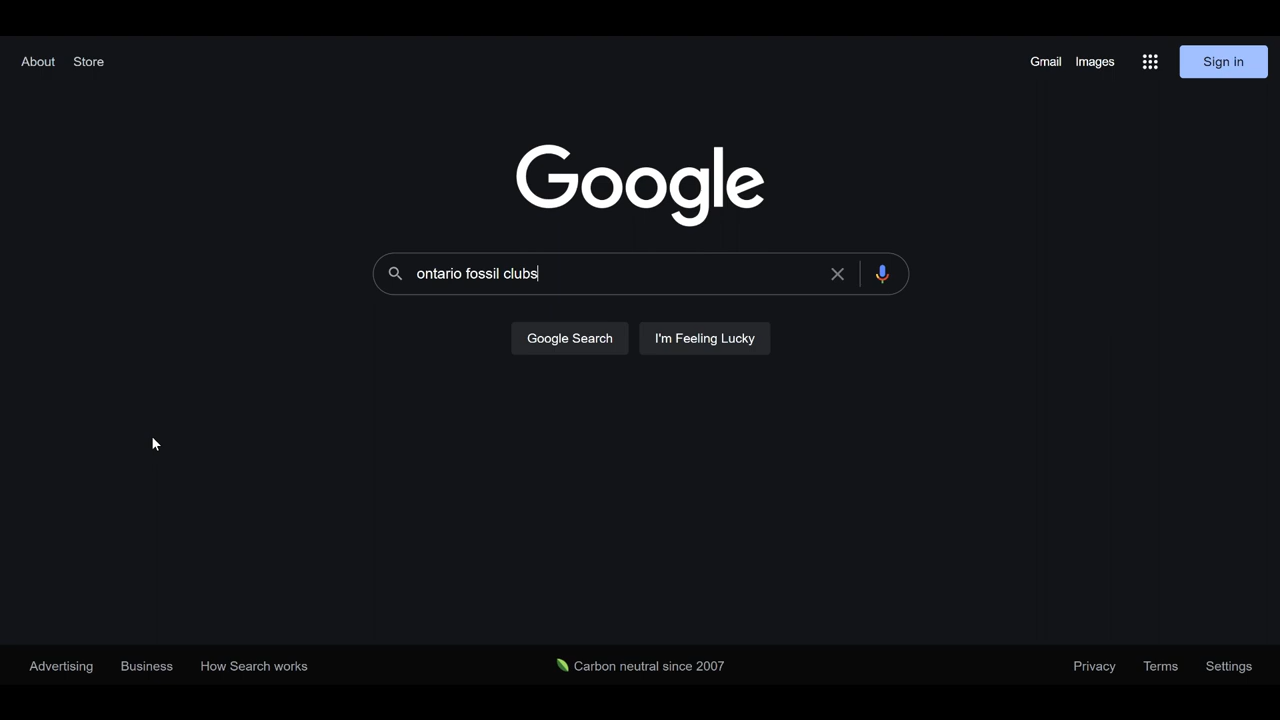 About Store Gmail Images Sign in
Google
ontario fossil clubs
Google Search I'm Feeling Lucky
Advertising Business How Search works Carbon neutral since 2007 Privacy Terms Settings